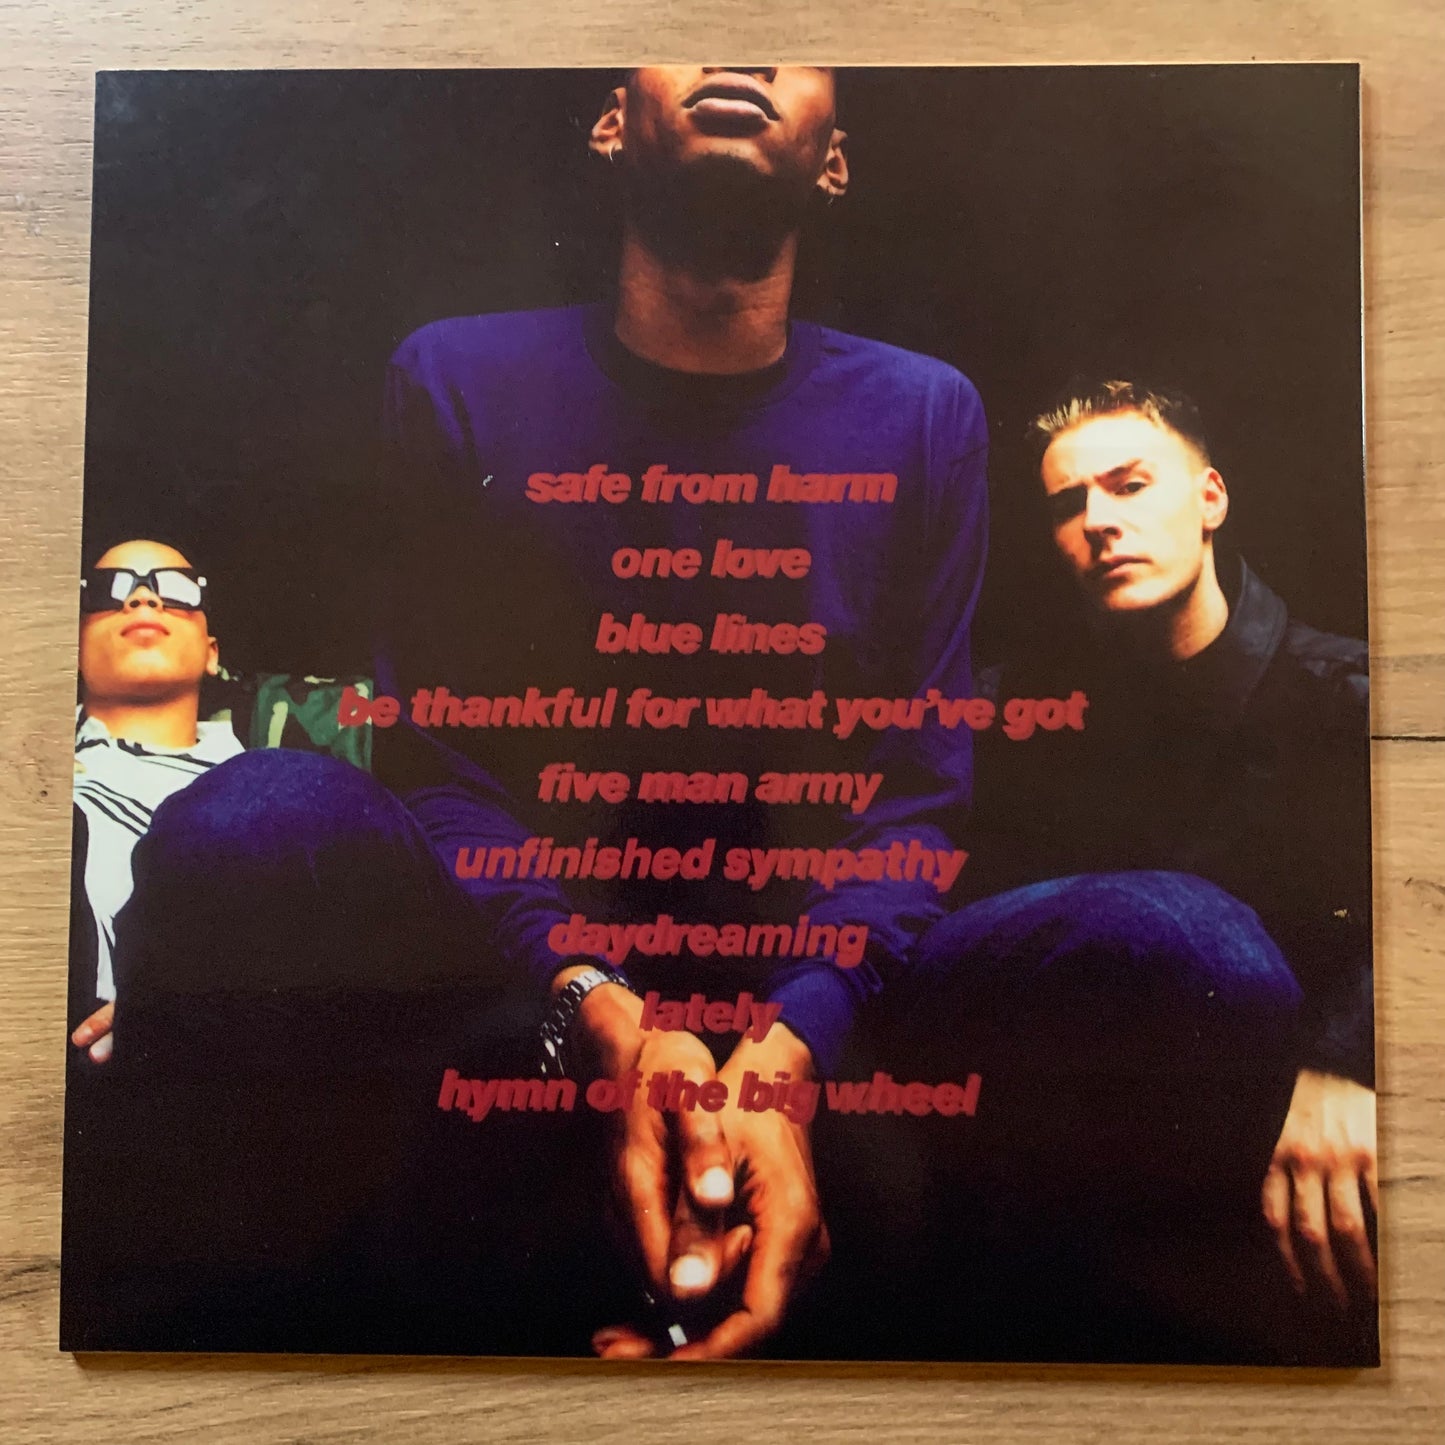 safe from harm
one love
blue lines
be thankful for what you've got
five man army
unfinished sympathy
daydreaming
lately
hymn of the big wheel